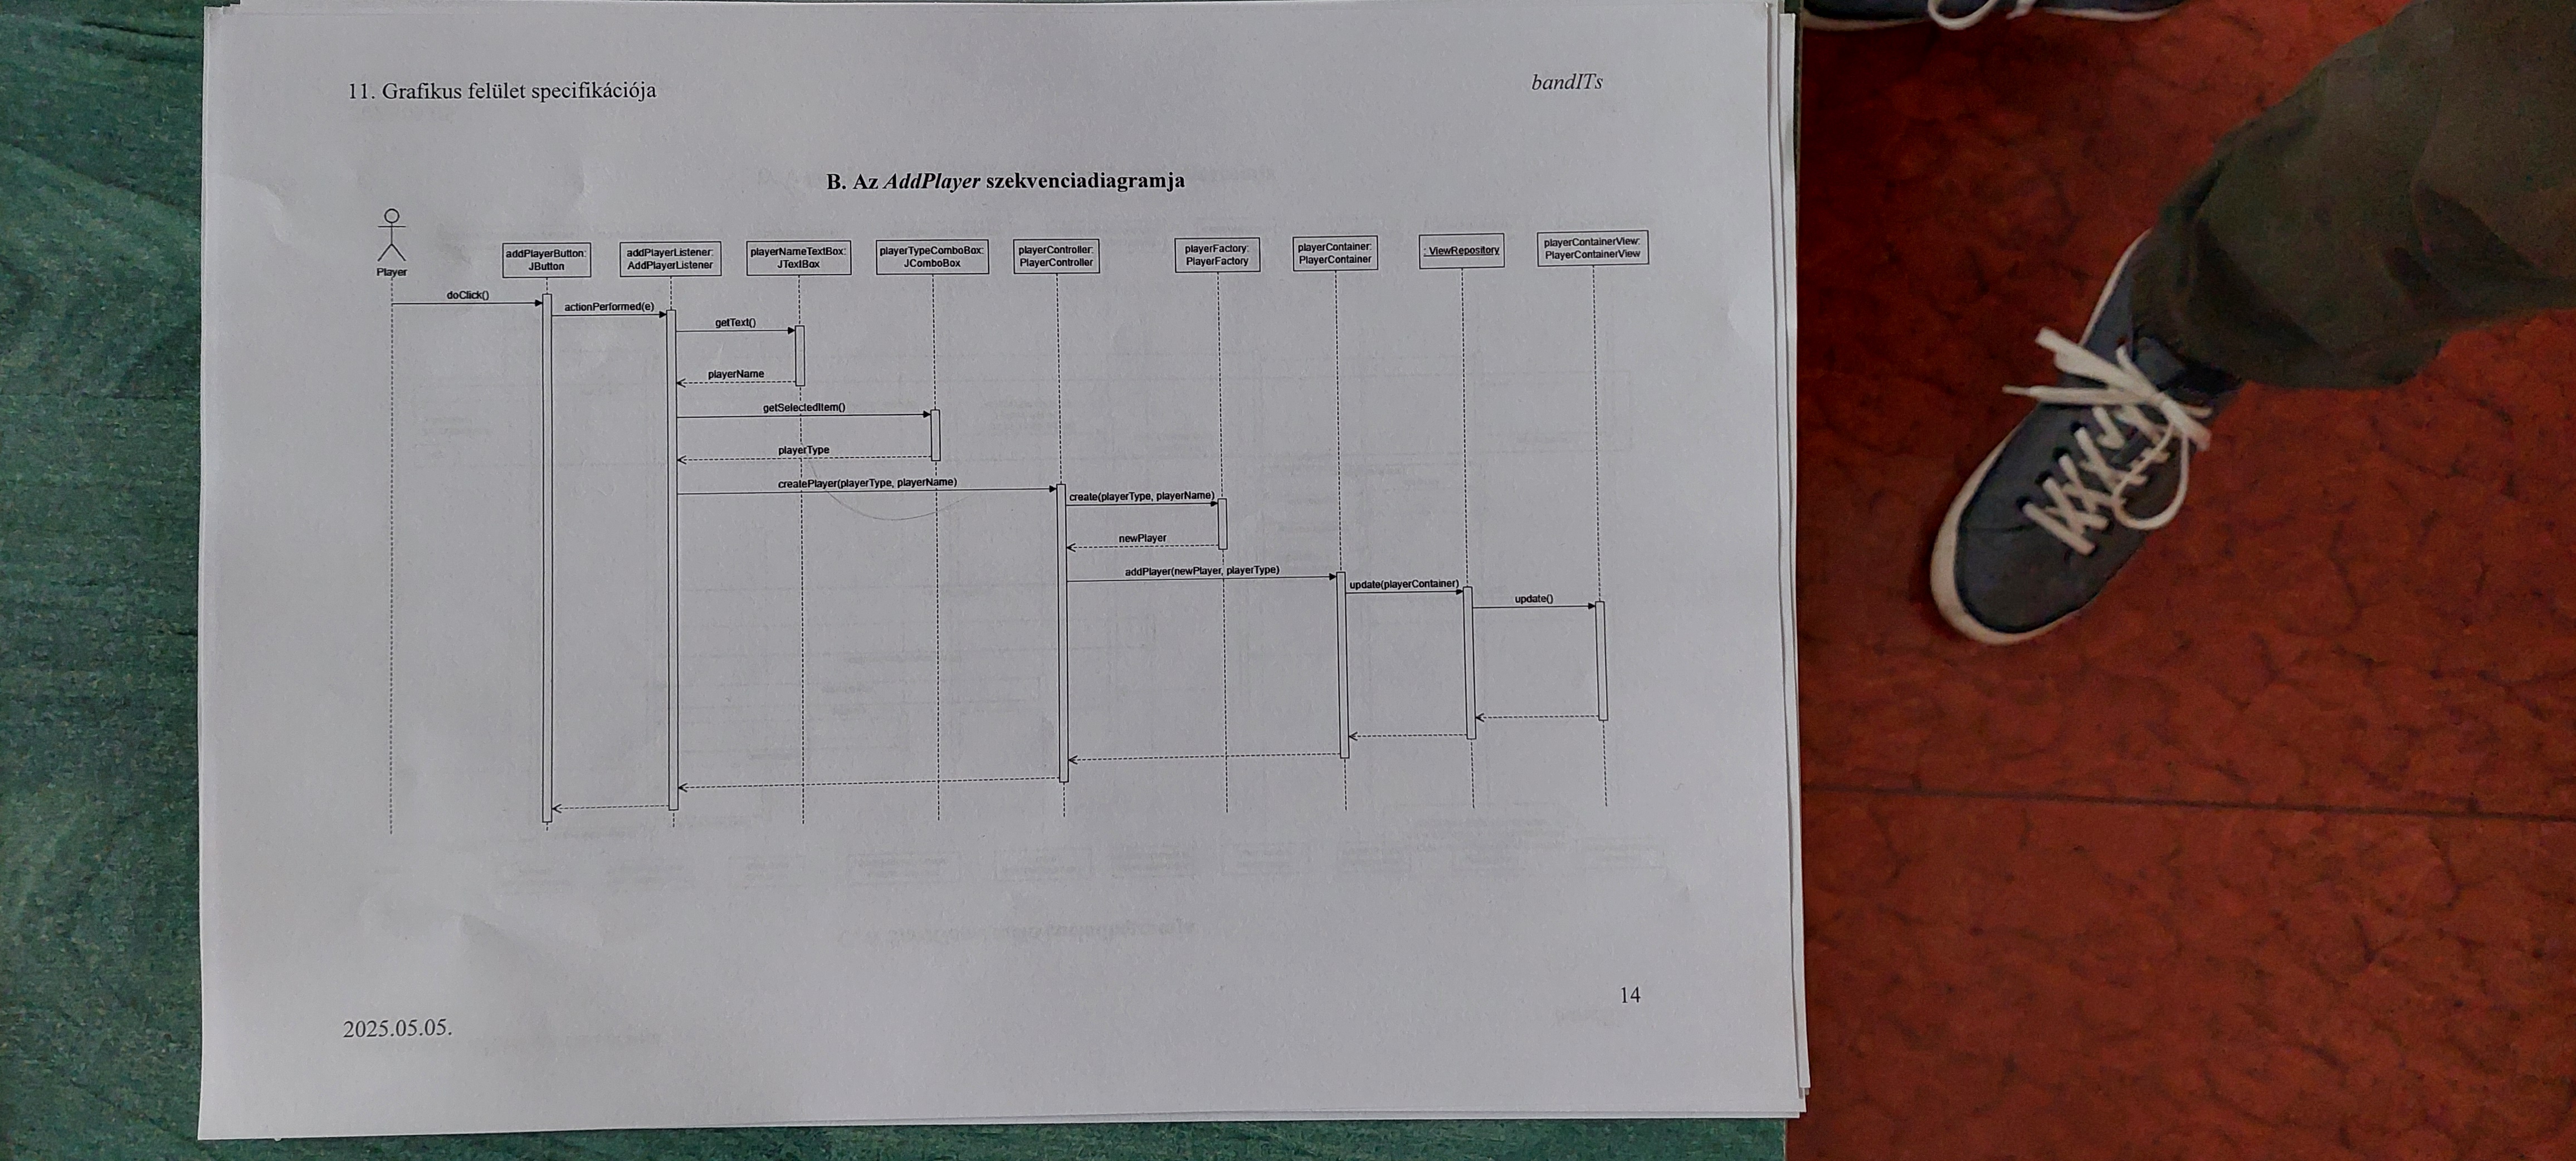 11. Grafikus felület specifikációja
bandITs
B. Az AddPlayer szekvenciadiagramja
Player
addPlayerButton:
JButton
addPlayerListener:
AddPlayerListener
playerNameTextBox:
JTextBox
playerTypeComboBox:
JComboBox
playerController:
PlayerController
playerFactory:
PlayerFactory
playerContainer:
PlayerContainer
: ViewRepository
playerContainerView:
PlayerContainerView
doClick()
actionPerformed(e)
getText()
playerName
getSelectedItem()
playerType
createPlayer(playerType, playerName)
create(playerType, playerName)
newPlayer
addPlayer(newPlayer, playerType)
update(playerContainer)
update()
2025.05.05.
14